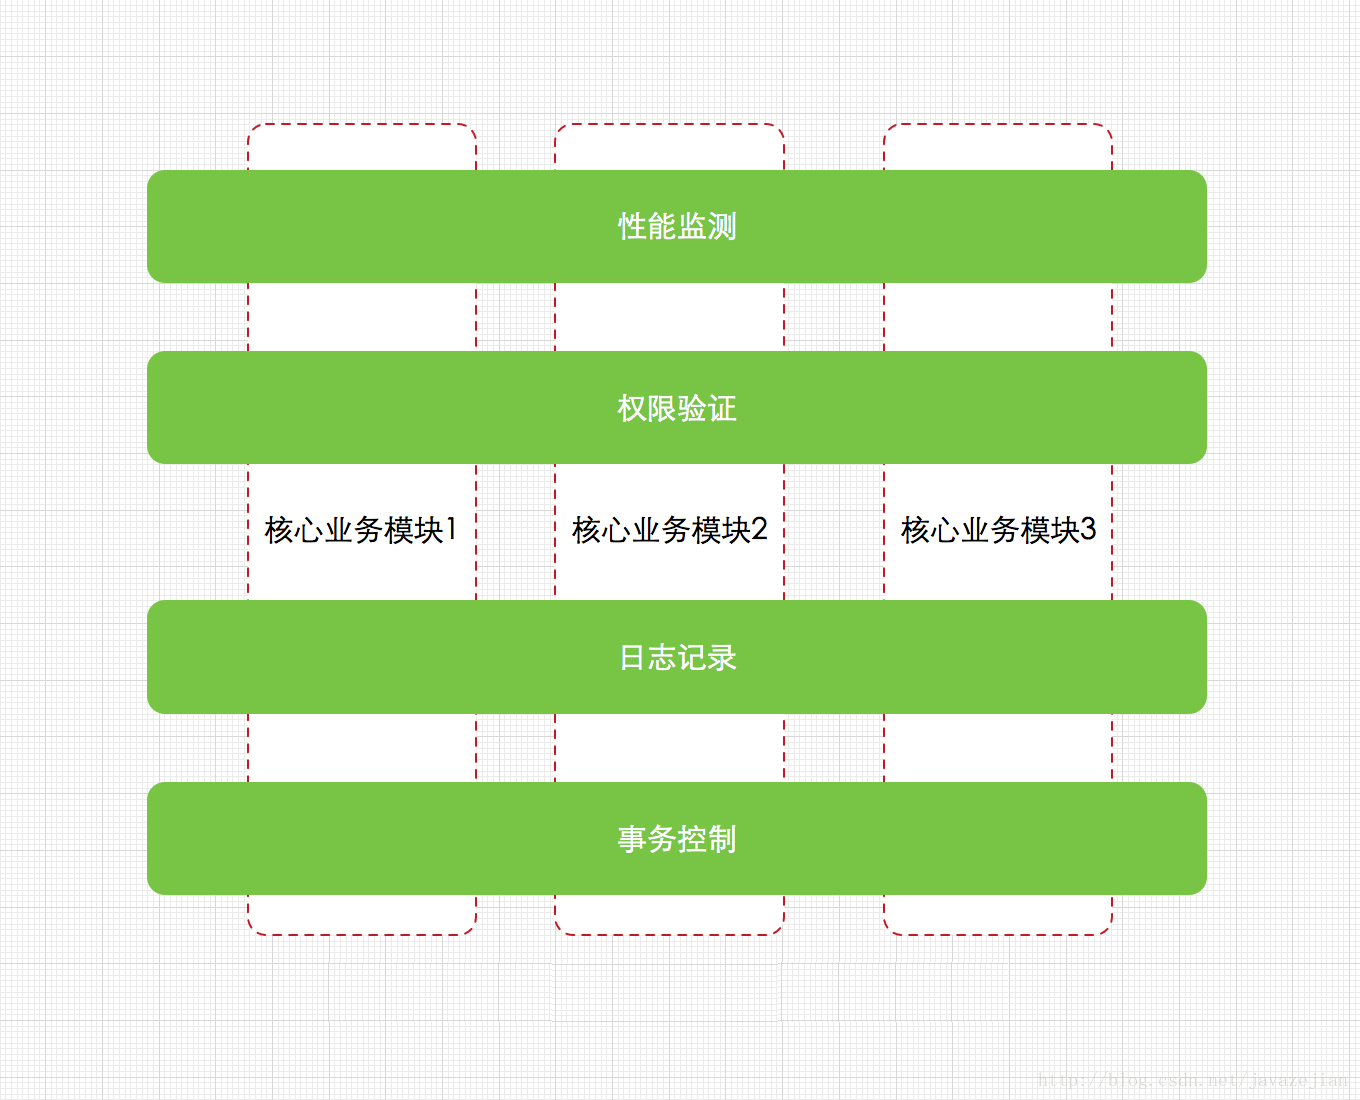 性能监测
权限验证
核心业务模块1
核心业务模块2
核心业务模块3
日志记录
事务控制
http://blog.csdn.net/javazejian